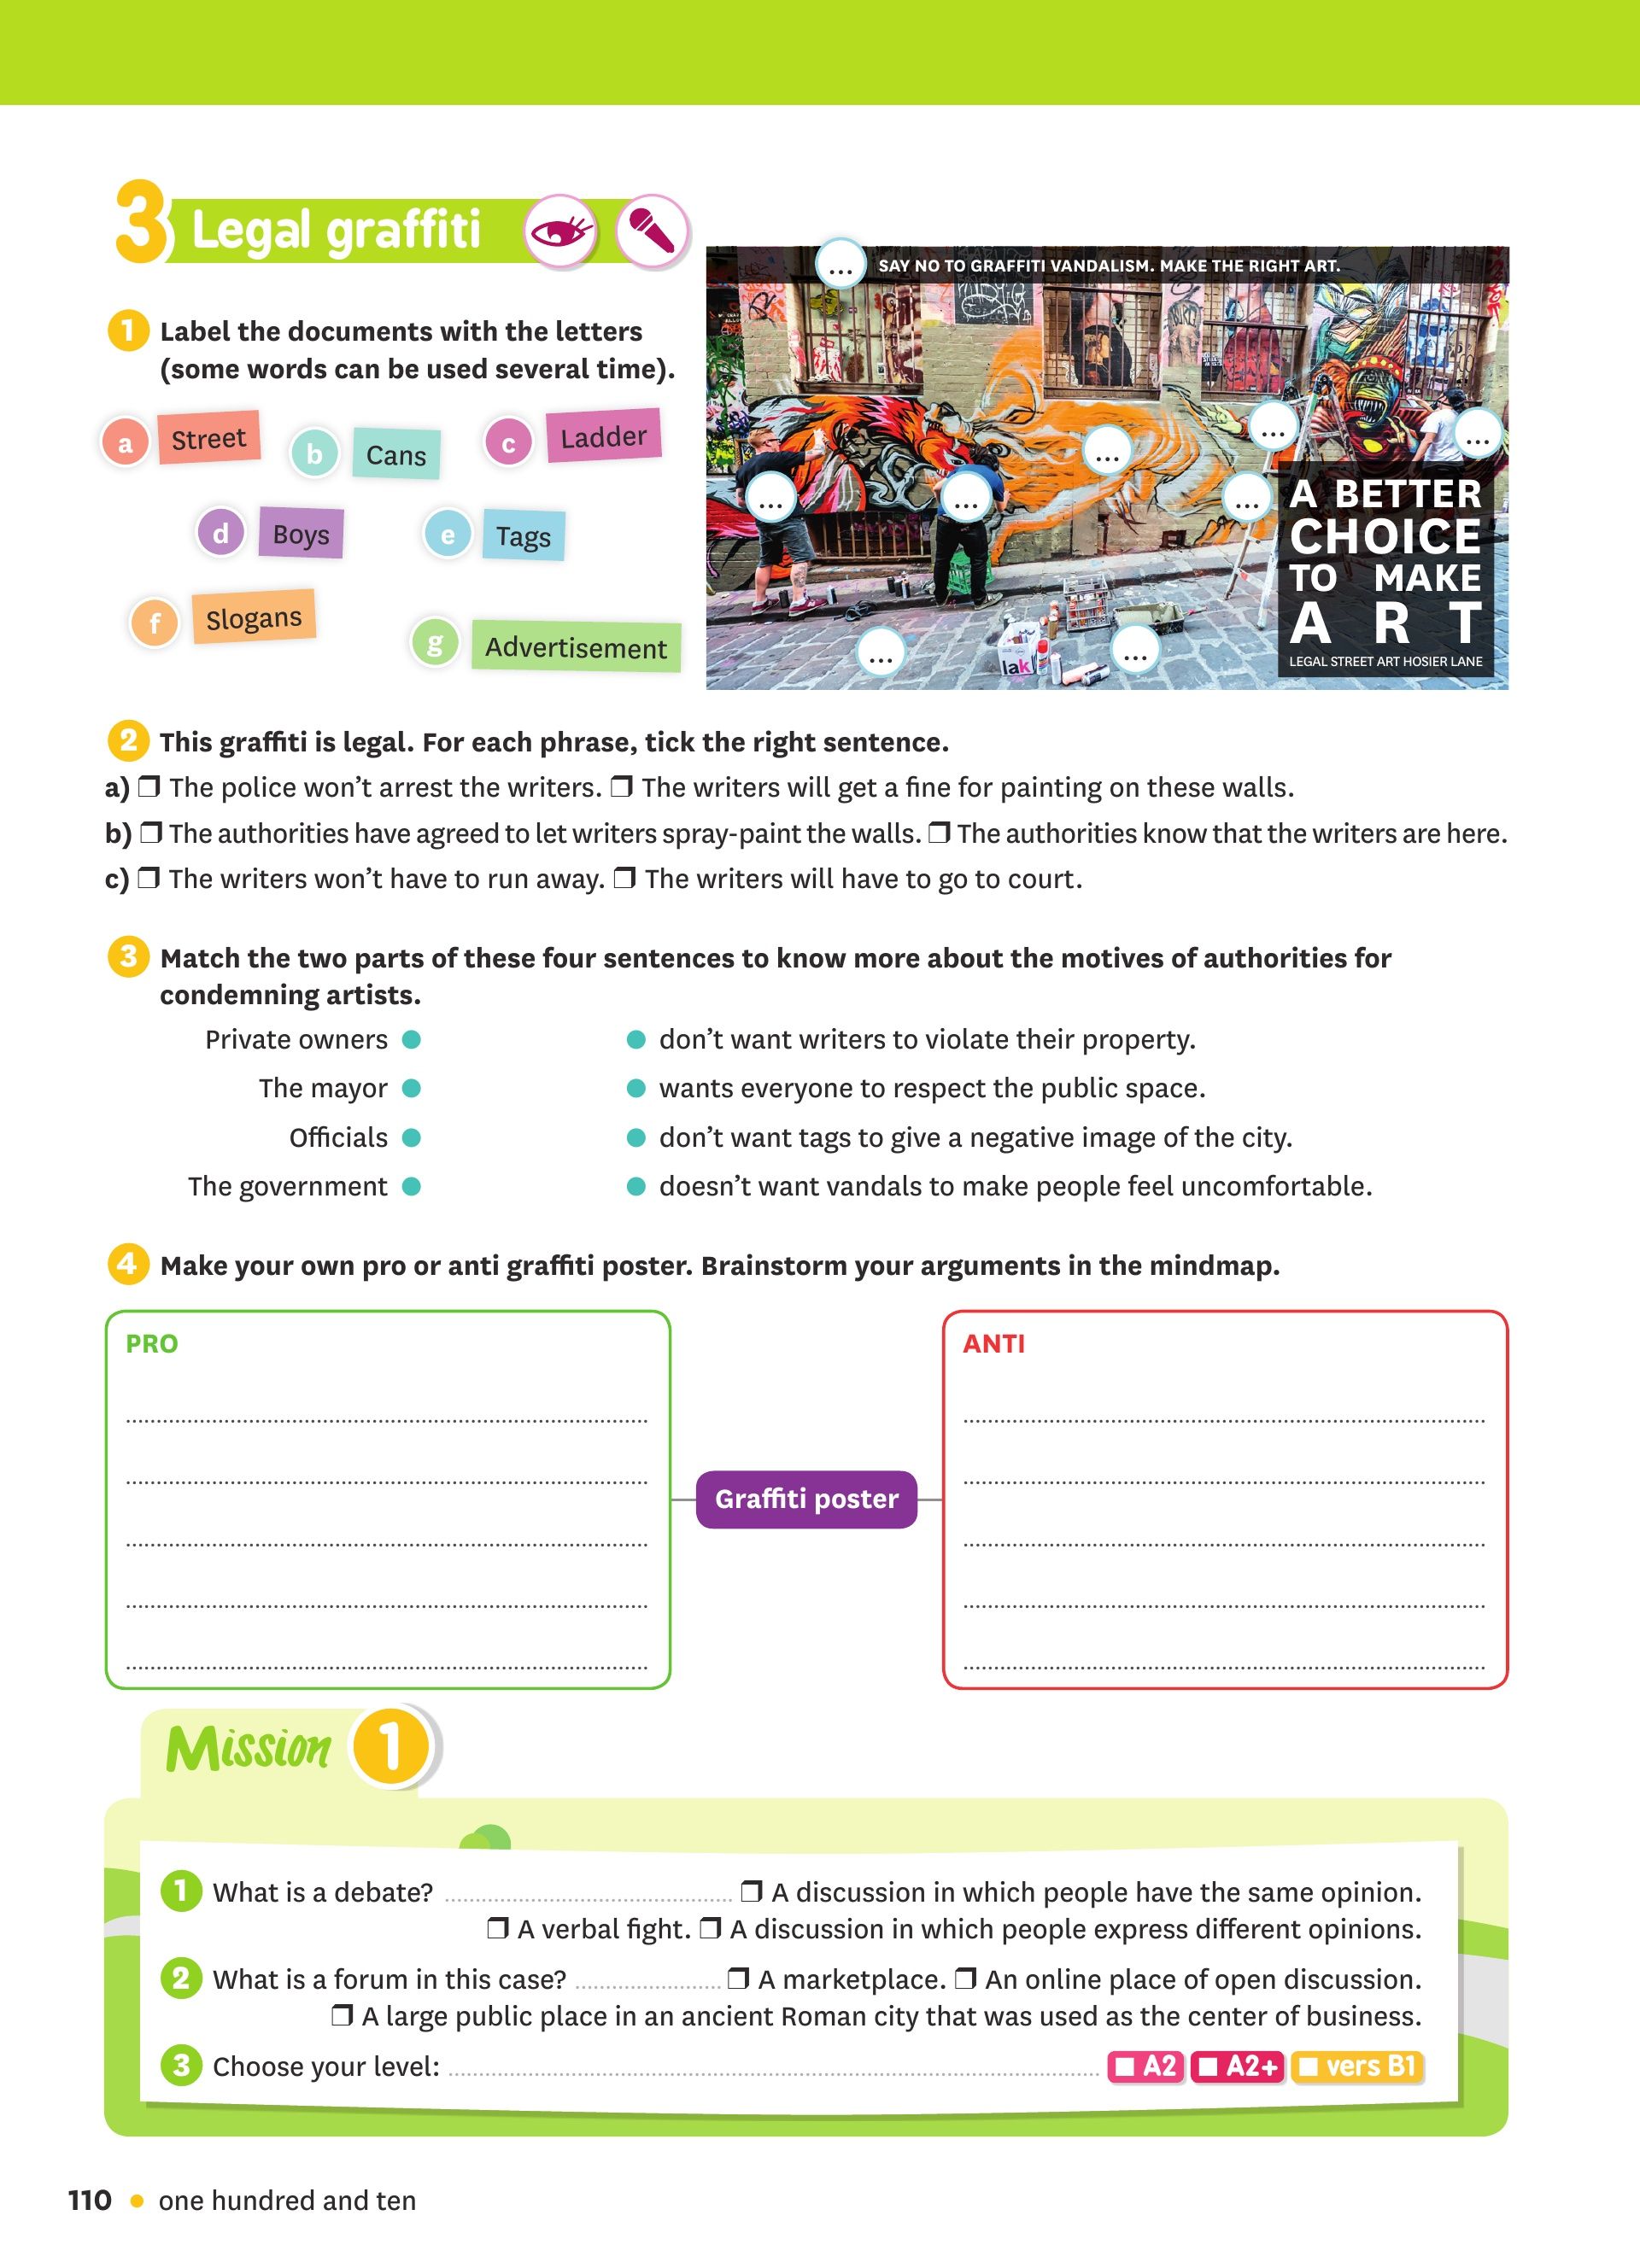 3 Legal graffiti
1 Label the documents with the letters
(some words can be used several time).
a Street
b Cans
c Ladder
d Boys
e Tags
f Slogans
g Advertisement
... SAY NO TO GRAFFITI VANDALISM. MAKE THE RIGHT ART.
...
...
...
...
...
...
...
...
lak
A BETTER
CHOICE
TO MAKE
ART
LEGAL STREET ART HOSIER LANE
2 This graffiti is legal. For each phrase, tick the right sentence.
a) ❒ The police won’t arrest the writers. ❒ The writers will get a fine for painting on these walls.
b) ❒ The authorities have agreed to let writers spray-paint the walls. ❒ The authorities know that the writers are here.
c) ❒ The writers won’t have to run away. ❒ The writers will have to go to court.
3 Match the two parts of these four sentences to know more about the motives of authorities for
condemning artists.
Private owners ● ● don’t want writers to violate their property.
The mayor ● ● wants everyone to respect the public space.
Officials ● ● don’t want tags to give a negative image of the city.
The government ● ● doesn’t want vandals to make people feel uncomfortable.
4 Make your own pro or anti graffiti poster. Brainstorm your arguments in the mindmap.
PRO
Graffiti poster
ANTI
Mission 1
1 What is a debate? ........................................ ❒ A discussion in which people have the same opinion.
❒ A verbal fight. ❒ A discussion in which people express different opinions.
2 What is a forum in this case? .................... ❒ A marketplace. ❒ An online place of open discussion.
❒ A large public place in an ancient Roman city that was used as the center of business.
3 Choose your level: ........................................ ■ A2 ■ A2+ ■ vers B1
110 • one hundred and ten